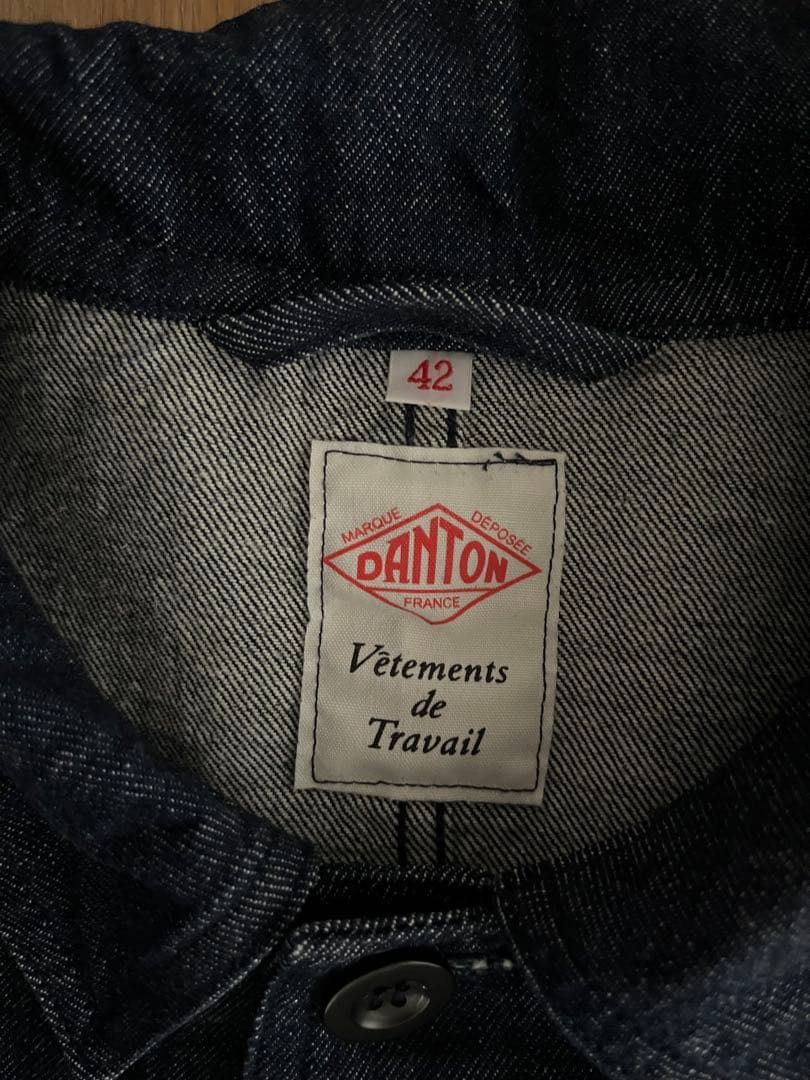 42
MARQUE DÉPOSÉE
DANTON
FRANCE
Vêtements
de
Travail